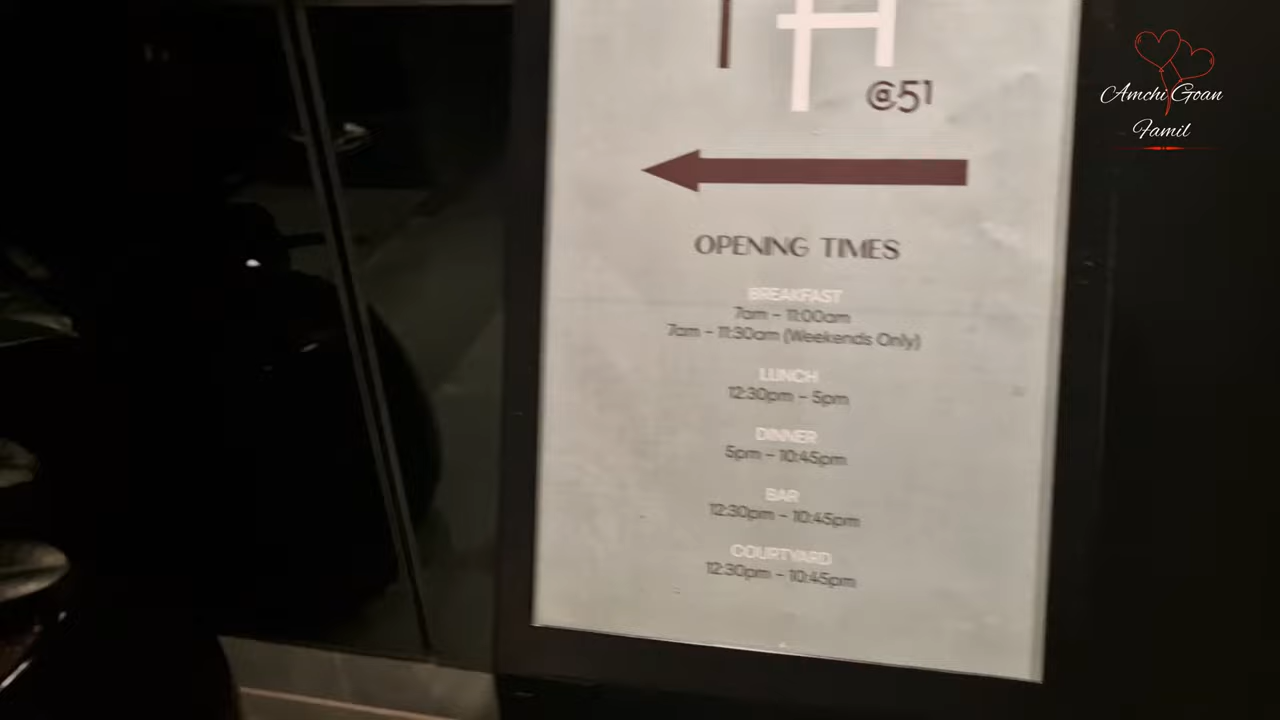 @51
OPENING TIMES
BREAKFAST
7am - 11:00am
7am - 11:30am (Weekends Only)
LUNCH
12:30pm - 5pm
DINNER
5pm - 10:45pm
BAR
12:30pm - 10:45pm
COURTYARD
12:30pm - 10:45pm
Amchi Goan
Famil